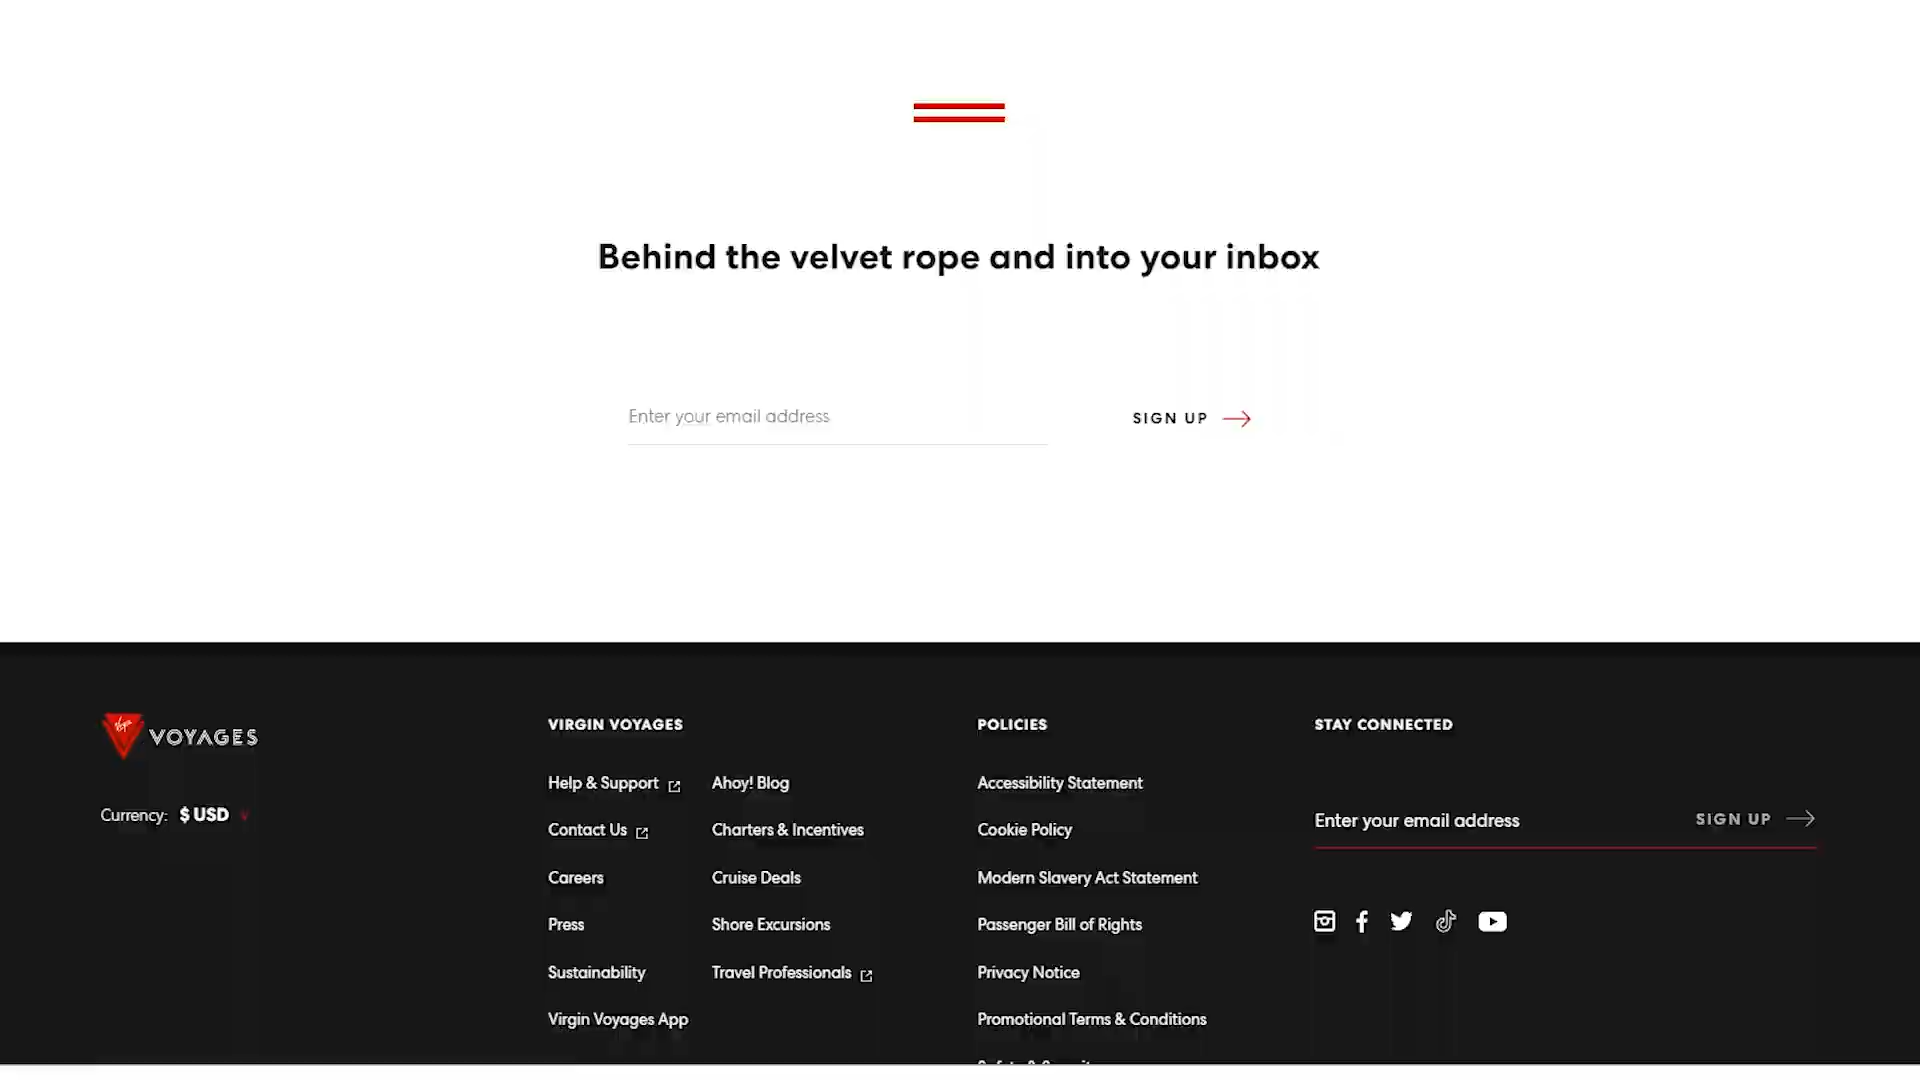 Behind the velvet rope and into your inbox
Enter your email address
SIGN UP
Virgin
VOYAGES
Currency: $ USD
VIRGIN VOYAGES
Help & Support
Contact Us
Careers
Press
Sustainability
Virgin Voyages App
Ahoy! Blog
Charters & Incentives
Cruise Deals
Shore Excursions
Travel Professionals
POLICIES
Accessibility Statement
Cookie Policy
Modern Slavery Act Statement
Passenger Bill of Rights
Privacy Notice
Promotional Terms & Conditions
STAY CONNECTED
Enter your email address
SIGN UP